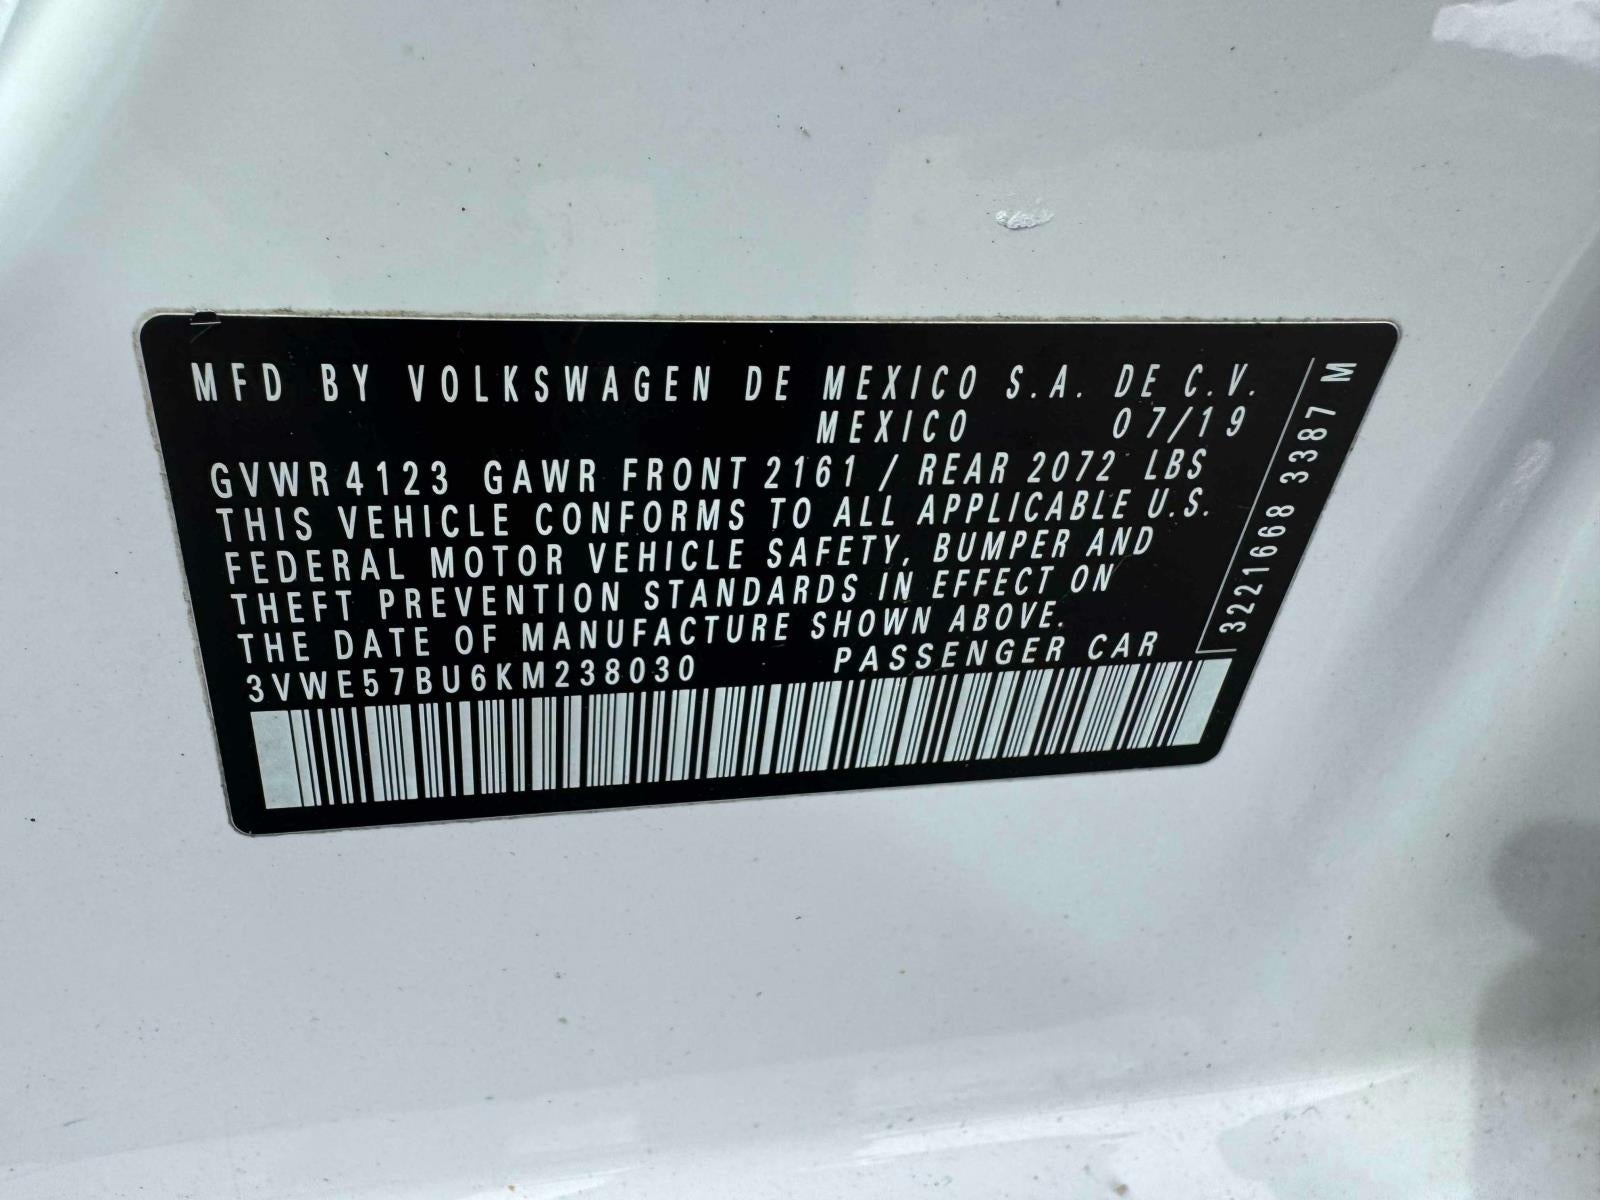 MFD BY VOLKSWAGEN DE MEXICO S.A. DE C.V.
MEXICO 07/19
GVWR 4123 GAWR FRONT 2161 / REAR 2072 LBS
THIS VEHICLE CONFORMS TO ALL APPLICABLE U.S.
FEDERAL MOTOR VEHICLE SAFETY, BUMPER AND
THEFT PREVENTION STANDARDS IN EFFECT ON
THE DATE OF MANUFACTURE SHOWN ABOVE.
3VWE57BU6KM238030 PASSENGER CAR
3221668 3387 M